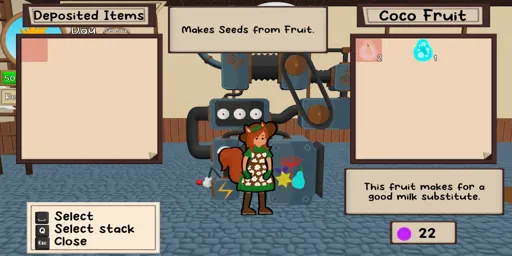 Deposited Items
Day
Makes Seeds from Fruit.
Coco Fruit
2
1
This fruit makes for a
good milk substitute.
22
Q
Esc
Select
Select stack
Close